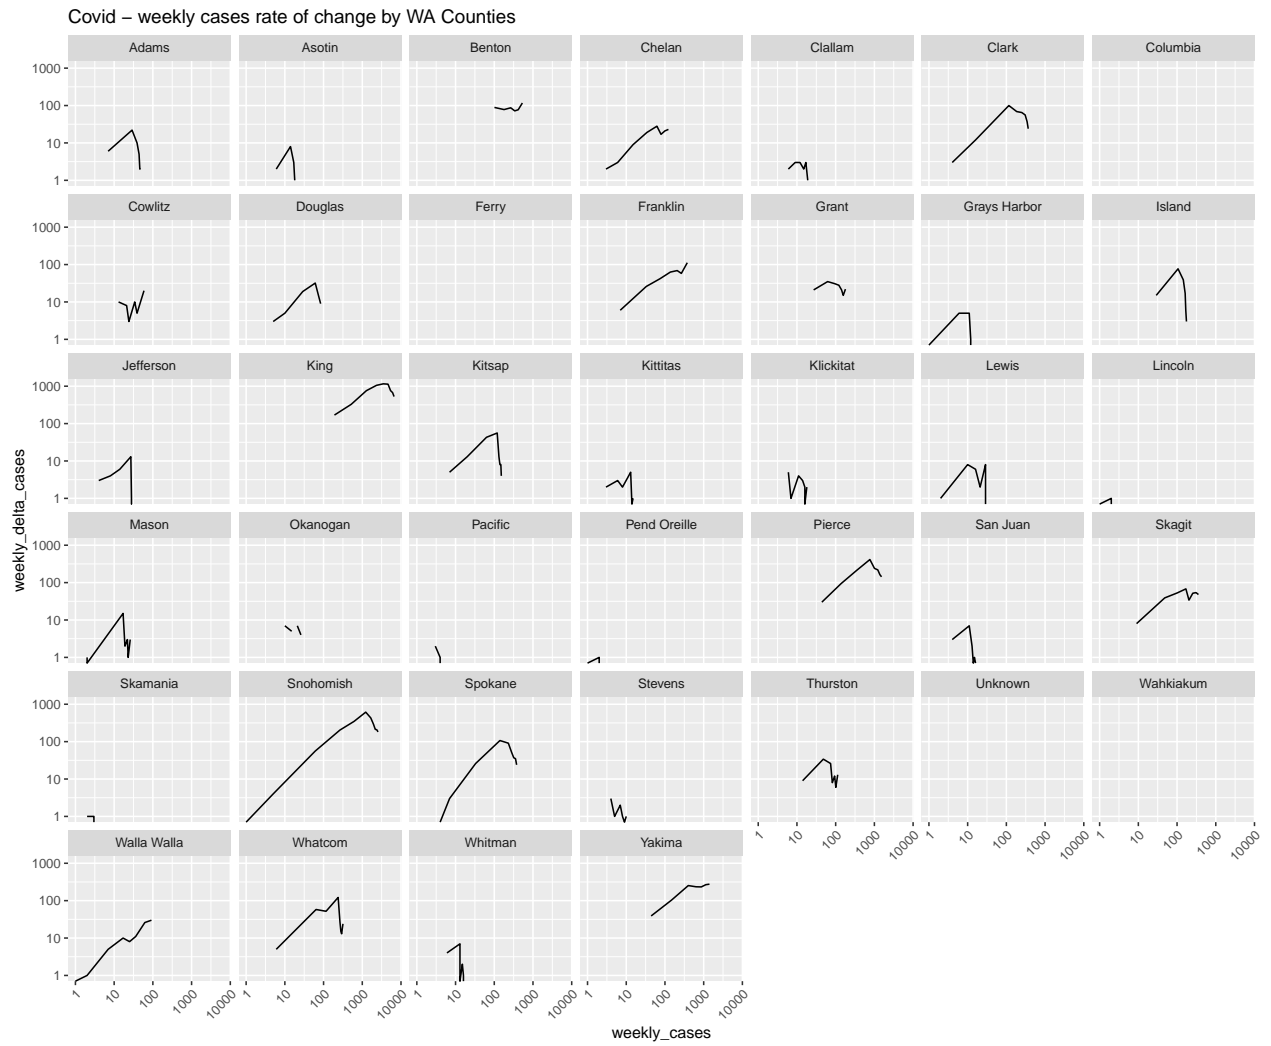 Covid − weekly cases rate of change by WA Counties
Adams Asotin Benton Chelan Clallam Clark Columbia
1000
100
10
1
Cowlitz Douglas Ferry Franklin Grant Grays Harbor Island
1000
100
10
1
Jefferson King Kitsap Kittitas Klickitat Lewis Lincoln
1000
100
10
1
weekly_delta_cases
Mason Okanogan Pacific Pend Oreille Pierce San Juan Skagit
1000
100
10
1
Skamania Snohomish Spokane Stevens Thurston Unknown Wahkiakum
1000
100
10
1
1 10 100 1000 10000 1 10 100 1000 10000 1 10 100 1000 10000
Walla Walla Whatcom Whitman Yakima
1000
100
10
1
1 10 100 1000 10000 1 10 100 1000 10000 1 10 100 1000 10000 1 10 100 1000 10000
weekly_cases